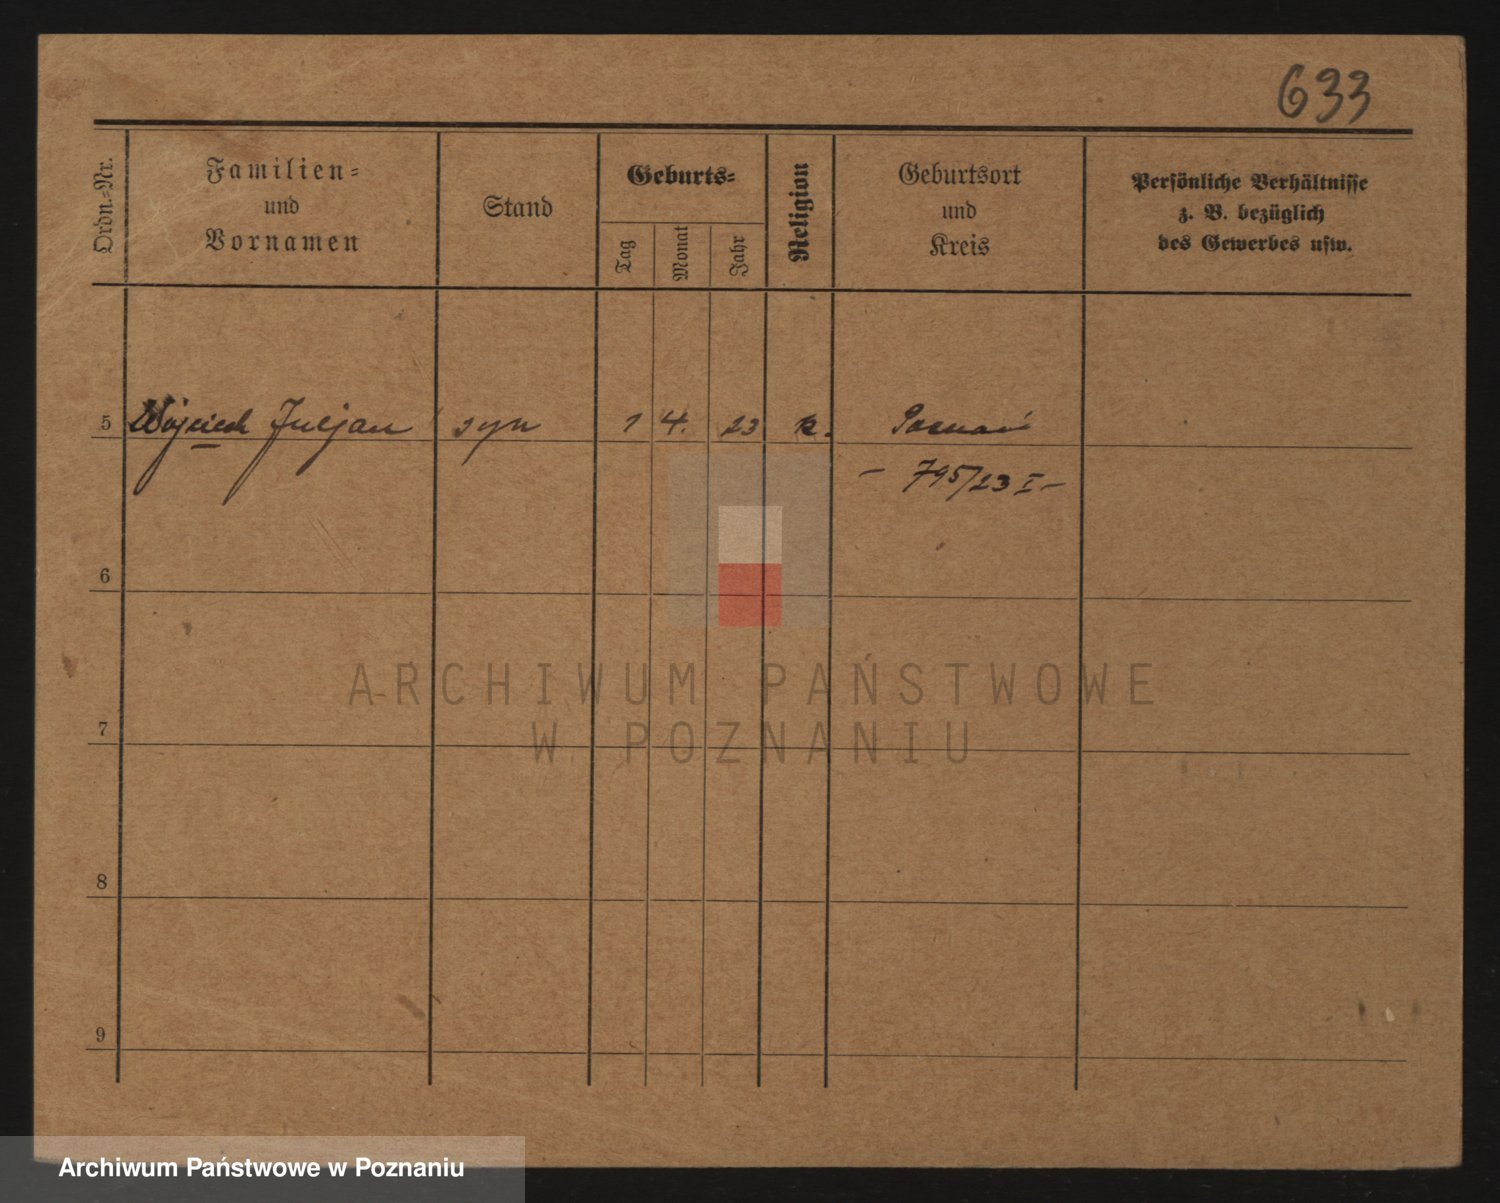 633
Ordn.-Nr.
Familien-
und
Vornamen
Stand
Geburts-
Tag
Monat
Jahr
Religion
Geburtsort
und
Kreis
Persönliche Verhältnisse
z. B. bezüglich
des Gewerbes usw.
5 Wojciech Juljan syn 1 4. 23 k. Poznań
– 795/23 I –
6
7
8
9
ARCHIWUM PAŃSTWOWE
W POZNANIU
Archiwum Państwowe w Poznaniu